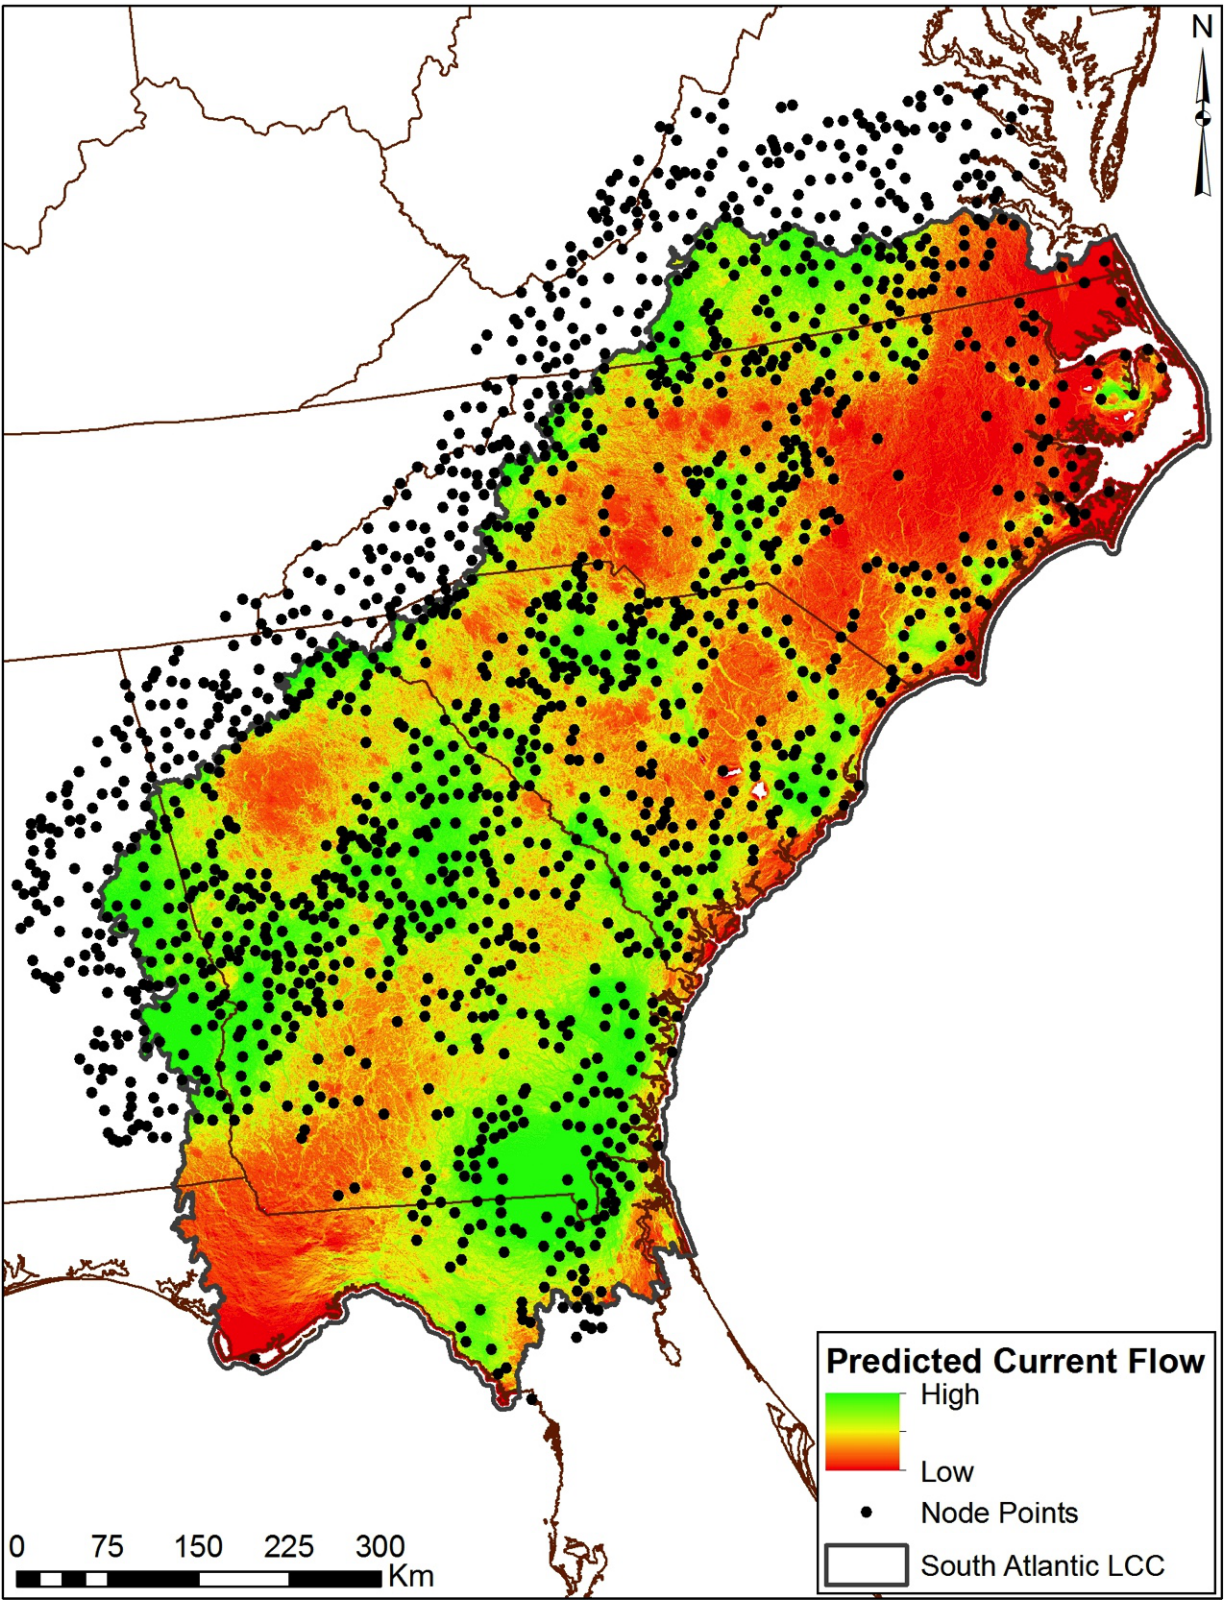 N
Predicted Current Flow
High
Low
Node Points
South Atlantic LCC
0 75 150 225 300
Km